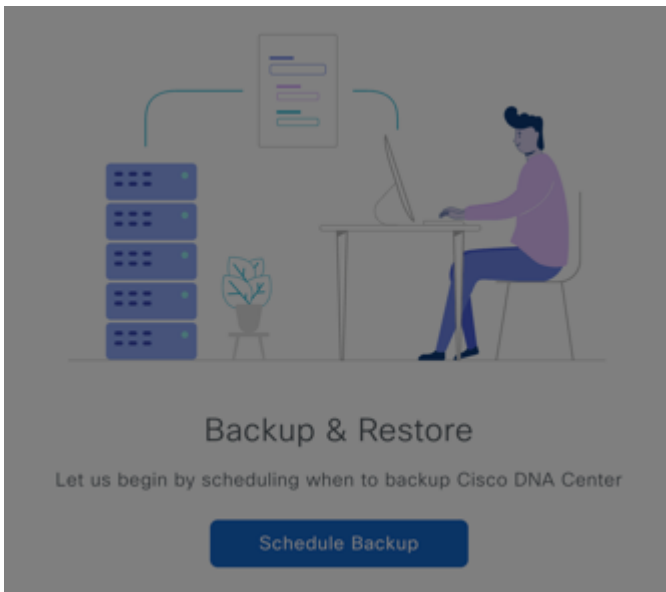 Backup & Restore
Let us begin by scheduling when to backup Cisco DNA Center
Schedule Backup